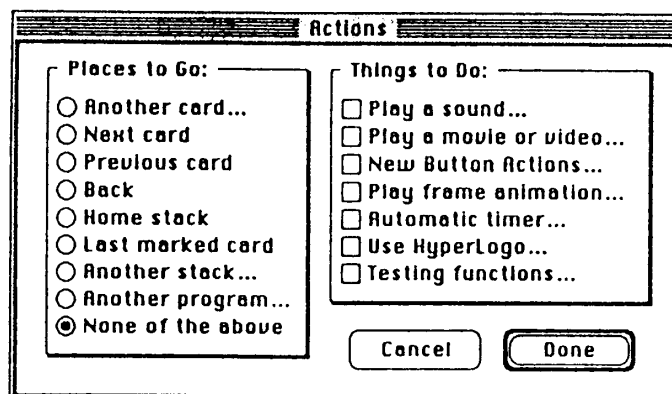 Actions
Places to Go:
Another card...
Next card
Previous card
Back
Home stack
Last marked card
Another stack...
Another program...
None of the above
Things to Do:
Play a sound...
Play a movie or video...
New Button Actions...
Play frame animation...
Automatic timer...
Use HyperLogo...
Testing functions...
Cancel
Done